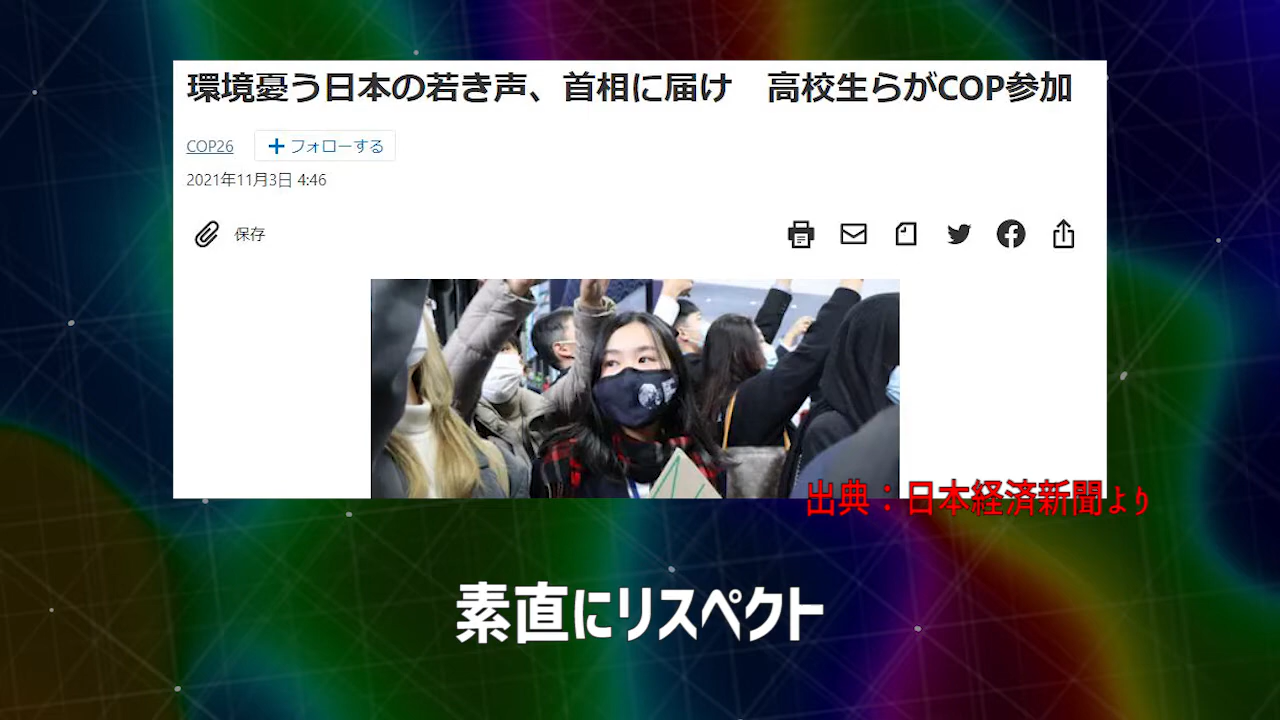 環境憂う日本の若き声、首相に届け　高校生らがCOP参加
COP26 ＋フォローする
2021年11月3日 4:46
保存
出典：日本経済新聞より
素直にリスペクト